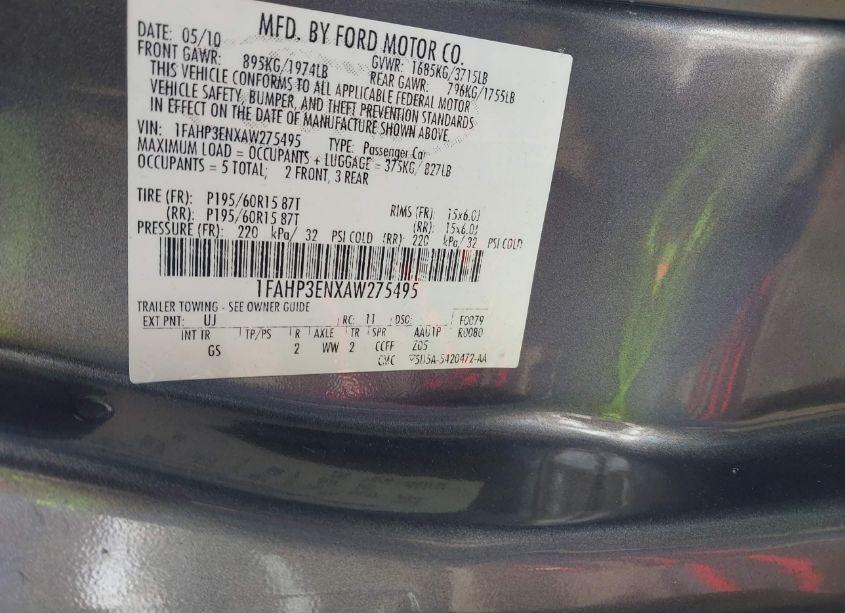 MFD. BY FORD MOTOR CO.
DATE: 05/10 GVWR: 1685KG/3715LB
FRONT GAWR: 895KG/1974LB REAR GAWR: 796KG/1755LB
THIS VEHICLE CONFORMS TO ALL APPLICABLE FEDERAL MOTOR
VEHICLE SAFETY, BUMPER, AND THEFT PREVENTION STANDARDS
IN EFFECT ON THE DATE OF MANUFACTURE SHOWN ABOVE
VIN: 1FAHP3ENXAW275495 TYPE: Passenger Car
MAXIMUM LOAD = OCCUPANTS + LUGGAGE = 375KG/827LB
OCCUPANTS = 5 TOTAL; 2 FRONT, 3 REAR
TIRE (FR): P195/60R15 87T RIMS (FR): 15x6.0J
(RR): P195/60R15 87T (RR): 15x6.0J
PRESSURE (FR): 220 kPa/ 32 PSI COLD (RR): 220 kPa/ 32 PSI COLD
1FAHP3ENXAW275495
TRAILER TOWING - SEE OWNER GUIDE
EXT PNT: UJ RC: 11 DSO: F0079
INT TR TP/PS R AXLE TR SPR AAU1P R0080
GS 2 WW 2 CCFF Z05
CMC 5420472-AA